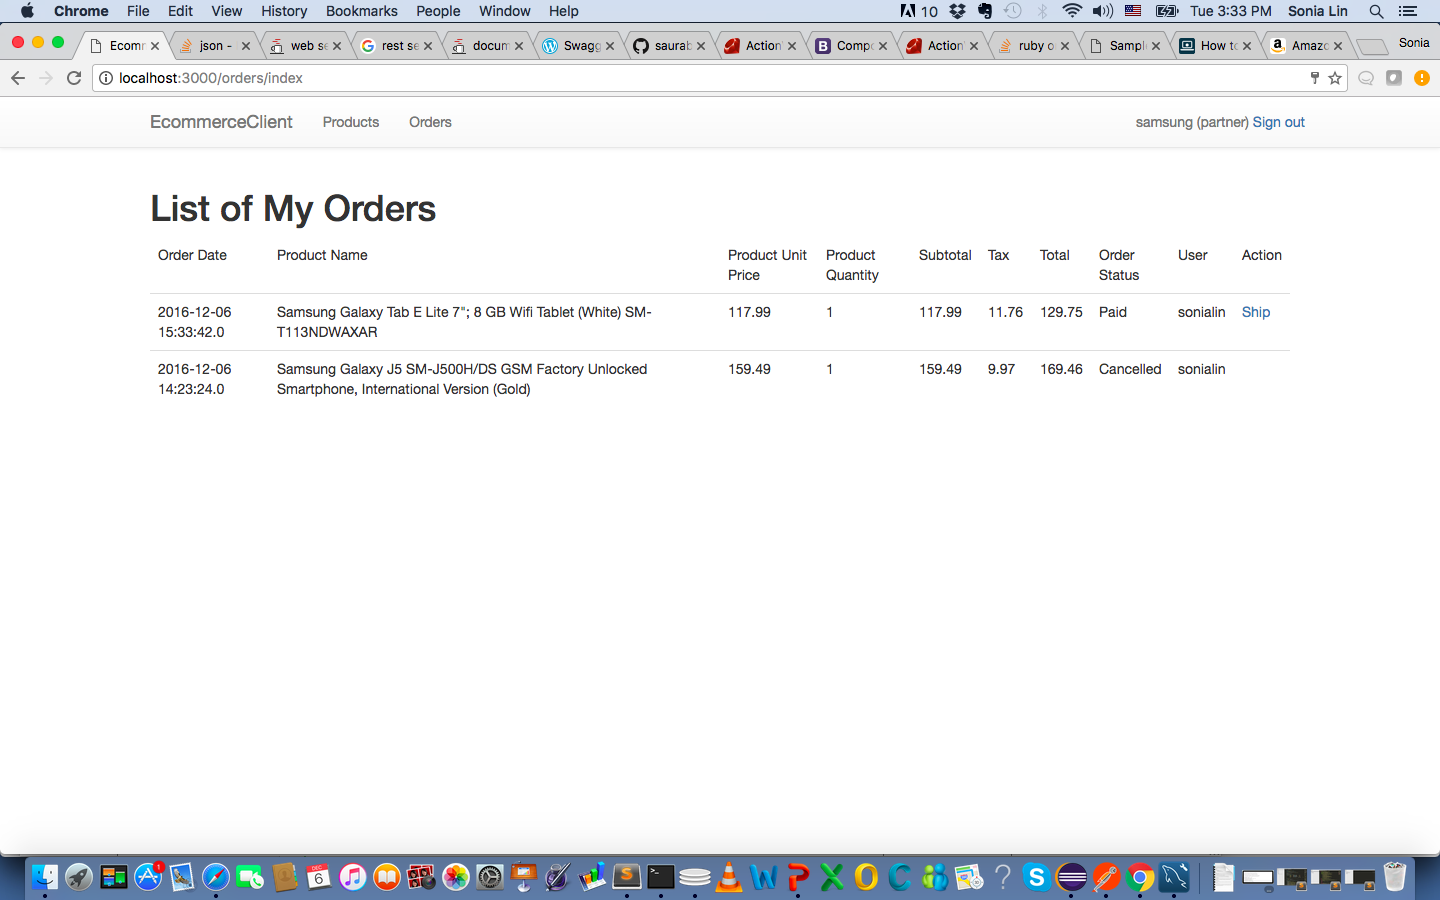 Chrome File Edit View History Bookmarks People Window Help 10 Tue 3:33 PM Sonia Lin
Ecomm json - web se rest se docum Swagg saurab Action Compo Action ruby o Sampl How to Amazo Sonia
localhost:3000/orders/index
EcommerceClient Products Orders samsung (partner) Sign out
List of My Orders
Order Date Product Name Product Unit Product Subtotal Tax Total Order User Action
Price Quantity Status
2016-12-06 Samsung Galaxy Tab E Lite 7"; 8 GB Wifi Tablet (White) SM- 117.99 1 117.99 11.76 129.75 Paid sonialin Ship
15:33:42.0 T113NDWAXAR
2016-12-06 Samsung Galaxy J5 SM-J500H/DS GSM Factory Unlocked 159.49 1 159.49 9.97 169.46 Cancelled sonialin
14:23:24.0 Smartphone, International Version (Gold)